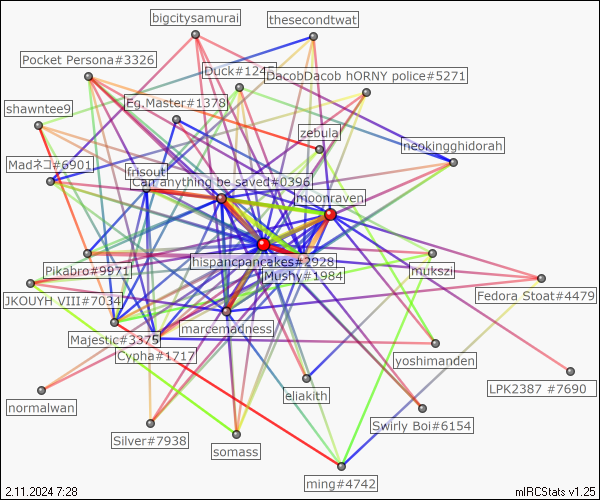 bigcitysamurai
thesecondtwat
Pocket Persona#3326
Duck#1245
DacobDacob hORNY police#5271
Eg.Master#1378
shawntee9
zebula
neokingghidorah
Madネコ#6901
frisout
Can anything be saved#0396
moonraven
hispancpancakes#2928
Pikabro#9971
Mushy#1984
mukszi
JKOUYH VIII#7034
Fedora Stoat#4479
marcemadness
Majestic#3375
Cypha#1717
yoshimanden
LPK2387 #7690
eliakith
normalwan
Swirly Boi#6154
Silver#7938
somass
ming#4742
2.11.2024 7:28
mIRCStats v1.25